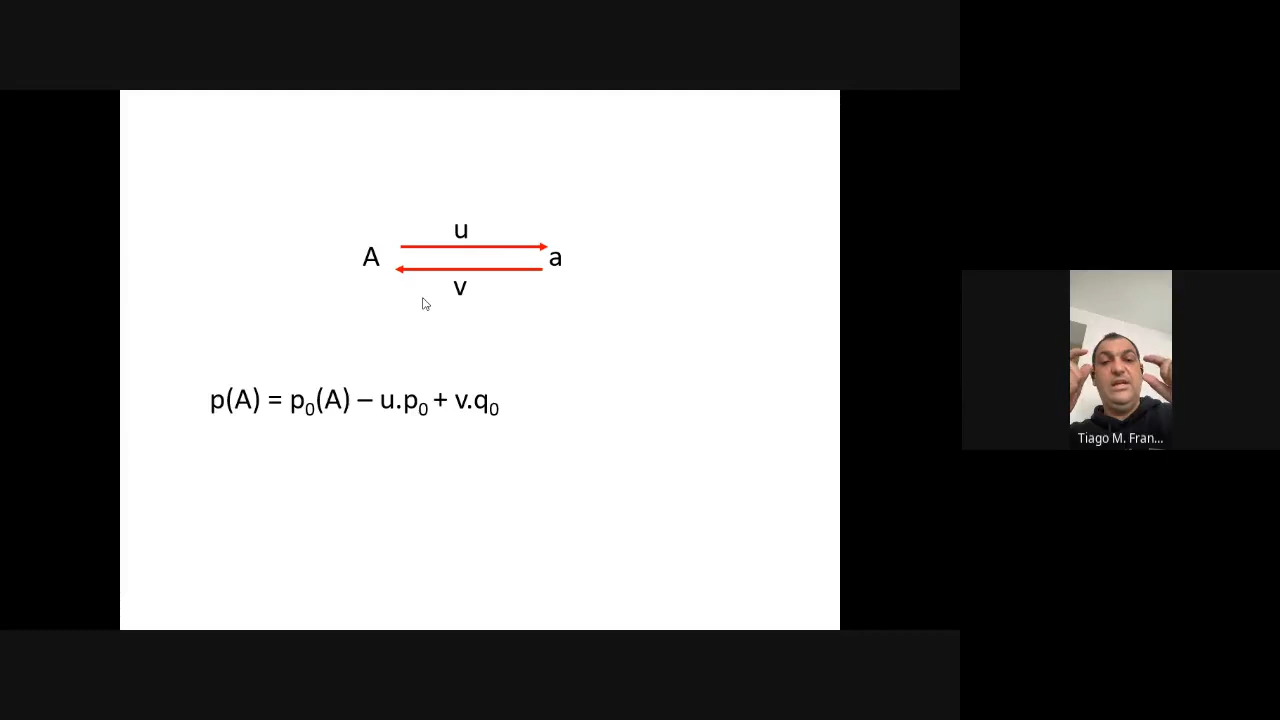 u
A a
v
p(A) = p₀(A) – u.p₀ + v.q₀
Tiago M. Fran...